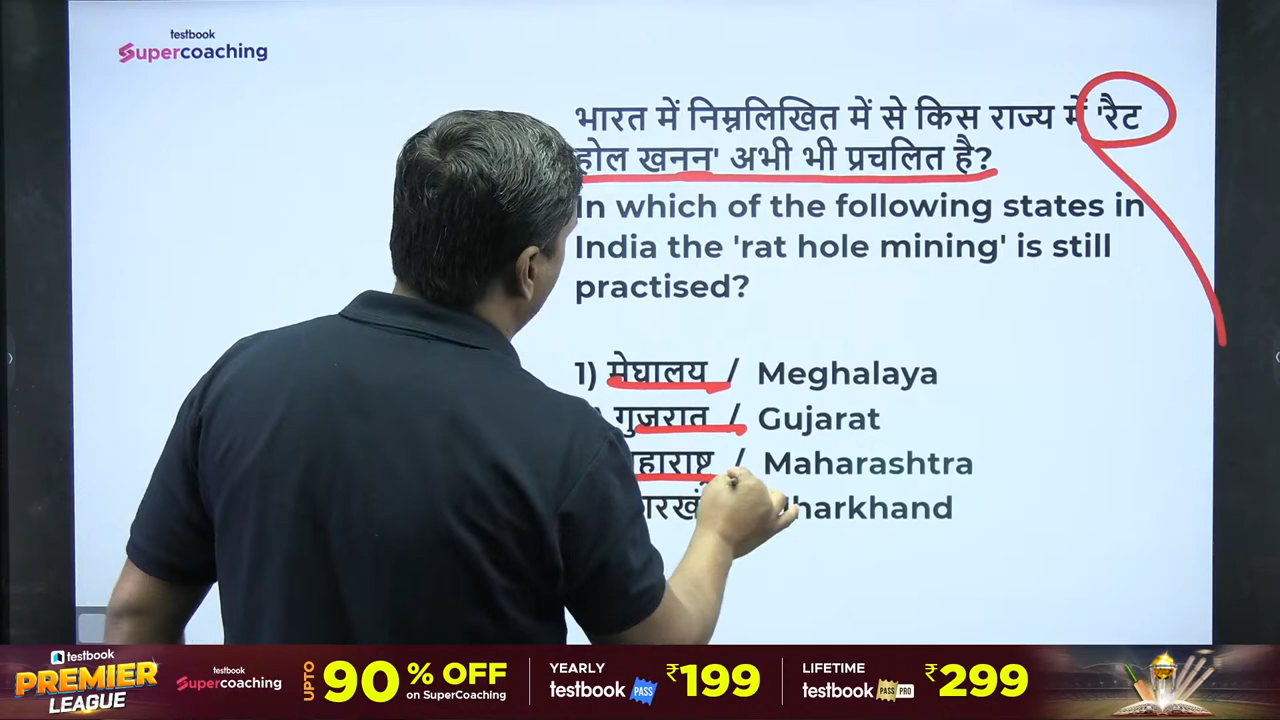 testbook
Supercoaching
भारत में निम्नलिखित में से किस राज्य में 'रैट
होल खनन' अभी भी प्रचलित है?
In which of the following states in
India the 'rat hole mining' is still
practised?
1) मेघालय / Meghalaya
गुजरात / Gujarat
/ Maharashtra
testbook
PREMIER
LEAGUE
testbook
Supercoaching
UPTO 90% OFF
on SuperCoaching
YEARLY
testbook PASS
₹199
LIFETIME
testbook PASS PRO
₹299